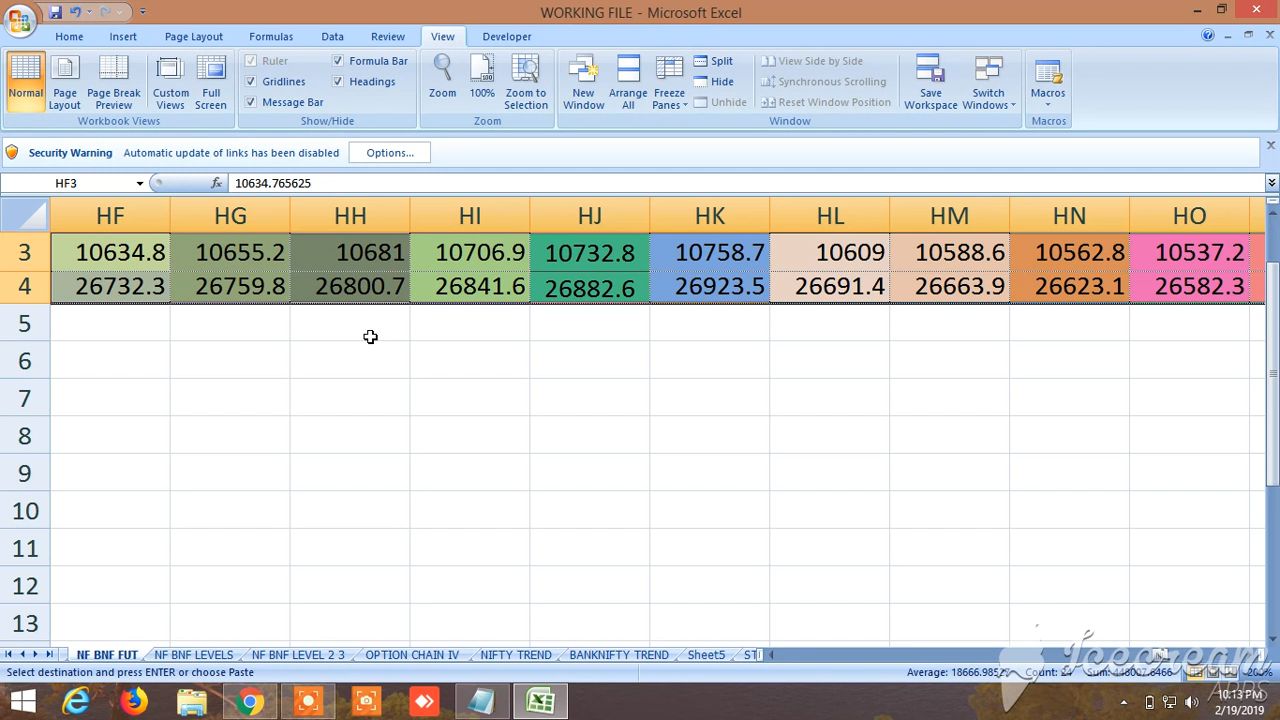 WORKING FILE - Microsoft Excel
Home Insert Page Layout Formulas Data Review View Developer
Normal Page Layout Page Break Preview Custom Views Full Screen
Workbook Views
Ruler Formula Bar
Gridlines Headings
Message Bar
Show/Hide
Zoom 100% Zoom to Selection
Zoom
New Window Arrange All Freeze Panes
Split View Side by Side
Hide Synchronous Scrolling
Unhide Reset Window Position
Save Workspace Switch Windows
Window
Macros
Macros
Security Warning Automatic update of links has been disabled Options...
HF3 fx 10634.765625
HF HG HH HI HJ HK HL HM HN HO
3 10634.8 10655.2 10681 10706.9 10732.8 10758.7 10609 10588.6 10562.8 10537.2
4 26732.3 26759.8 26800.7 26841.6 26882.6 26923.5 26691.4 26663.9 26623.1 26582.3
5
6
7
8
9
10
11
12
13
NF BNF FUT NF BNF LEVELS NF BNF LEVEL 2 3 OPTION CHAIN IV NIFTY TREND BANKNIFTY TREND Sheet5
Select destination and press ENTER or choose Paste
Count: 24
200%
Icecream
APPS
10:13 PM
2/19/2019